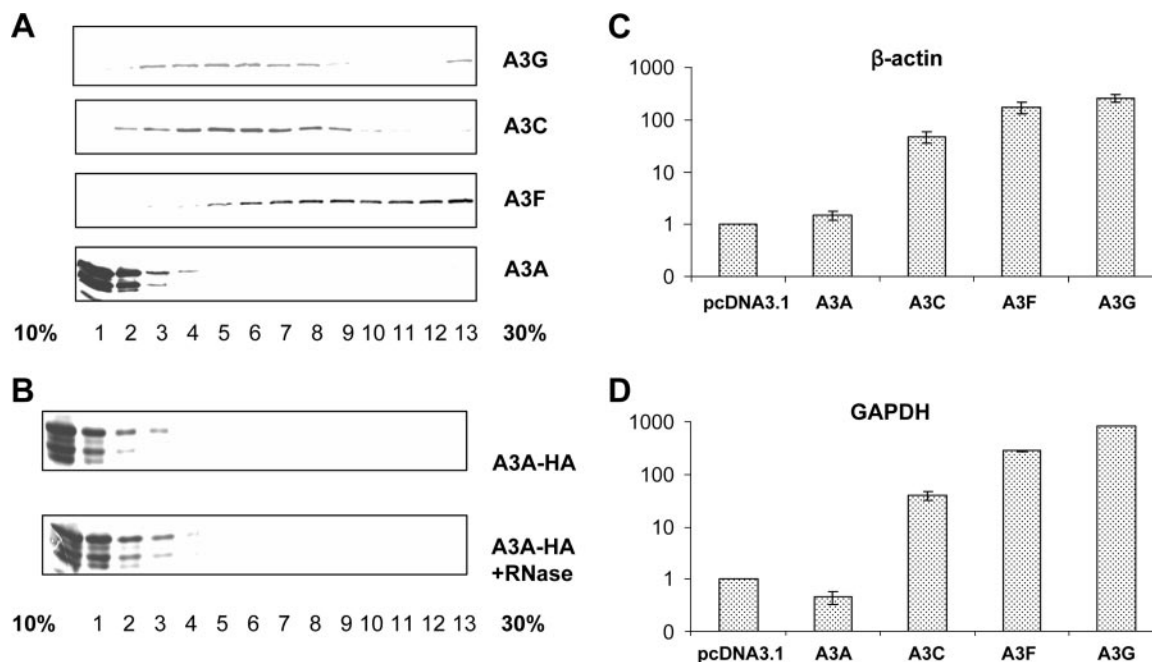 A
A3G
A3C
A3F
A3A
10% 1 2 3 4 5 6 7 8 9 10 11 12 13 30%
B
A3A-HA
A3A-HA
+RNase
10% 1 2 3 4 5 6 7 8 9 10 11 12 13 30%
C
β-actin
1000
100
10
1
0
pcDNA3.1 A3A A3C A3F A3G
D
GAPDH
1000
100
10
1
0
pcDNA3.1 A3A A3C A3F A3G